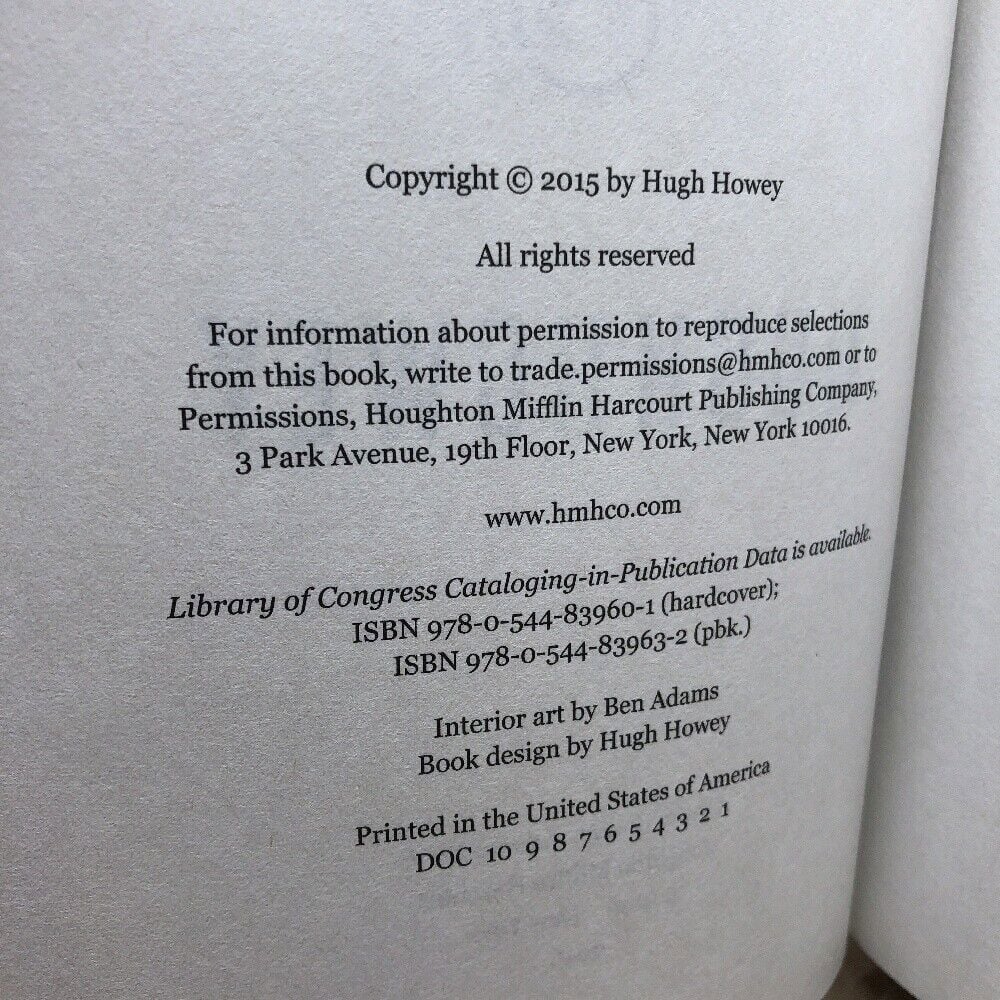 Copyright © 2015 by Hugh Howey
All rights reserved
For information about permission to reproduce selections
from this book, write to trade.permissions@hmhco.com or to
Permissions, Houghton Mifflin Harcourt Publishing Company,
3 Park Avenue, 19th Floor, New York, New York 10016.
www.hmhco.com
Library of Congress Cataloging-in-Publication Data is available.
ISBN 978-0-544-83960-1 (hardcover);
ISBN 978-0-544-83963-2 (pbk.)
Interior art by Ben Adams
Book design by Hugh Howey
Printed in the United States of America
DOC 10 9 8 7 6 5 4 3 2 1